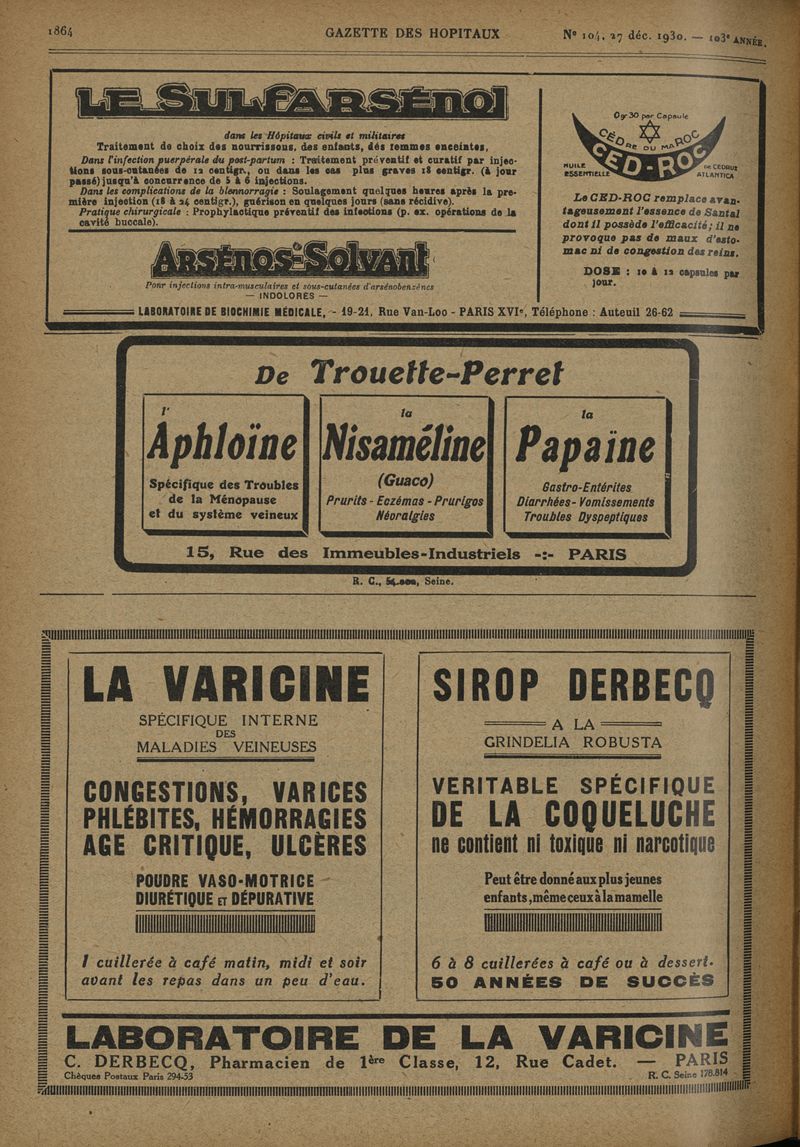 1864
GAZETTE DES HOPITAUX
N° 104, 27 déc. 1930. — 103e ANNÉE.
LE SULFARSÉNOL
dans les Hôpitaux civils et militaires
Traitement de choix des nourrissons, des enfants, des femmes enceintes,
Dans l'infection puerpérale du post-partum : Traitement préventif et curatif par injec-
tions sous-cutanées de 12 centigr., ou dans les cas plus graves 18 centigr. (à jour
passé) jusqu'à concurrence de 5 à 6 injections.
Dans les complications de la blennorragie : Soulagement quelques heures après la pre-
mière injection (18 à 24 centigr.), guérison en quelques jours (sans récidive).
Pratique chirurgicale : Prophylactique préventif des infections (p. ex. opérations de la
cavité buccale).
ARSÉNOS-SOLVANT
Pour injections intra-musculaires et sous-cutanées d'arsénobenzènes
— INDOLORES —
0gr30 par Capsule
CÈDRE DU MAROC
CED-ROC
HUILE
ESSENTIELLE
DE CEDRUS
ATLANTICA
Le CED-ROC remplace avan-
tageusement l'essence de Santal
dont il possède l'efficacité; il ne
provoque pas de maux d'esto-
mac ni de congestion des reins.
DOSE : 10 à 12 capsules par
jour.
LABORATOIRE DE BIOCHIMIE MÉDICALE, - 19-21, Rue Van-Loo - PARIS XVIe, Téléphone : Auteuil 26-62
De Trouette-Perret
l'
Aphloïne
Spécifique des Troubles
de la Ménopause
et du système veineux
la
Nisaméline
(Guaco)
Prurits - Eczémas - Prurigos
Néoralgies
la
Papaïne
Gastro-Entérites
Diarrhées - Vomissements
Troubles Dyspeptiques
15, Rue des Immeubles-Industriels -:- PARIS
R. C., Seine.
LA VARICINE
SPÉCIFIQUE INTERNE
DES
MALADIES VEINEUSES
CONGESTIONS, VARICES
PHLÉBITES, HÉMORRAGIES
AGE CRITIQUE, ULCÈRES
POUDRE VASO-MOTRICE
DIURÉTIQUE ET DÉPURATIVE
1 cuillerée à café matin, midi et soir
avant les repas dans un peu d'eau.
SIROP DERBECQ
A LA
GRINDELIA ROBUSTA
VERITABLE SPÉCIFIQUE
DE LA COQUELUCHE
ne contient ni toxique ni narcotique
Peut être donné aux plus jeunes
enfants, même ceux à la mamelle
6 à 8 cuillerées à café ou à dessert.
50 ANNÉES DE SUCCÈS
LABORATOIRE DE LA VARICINE
C. DERBECQ, Pharmacien de 1ère Classe, 12, Rue Cadet. — PARIS
Chèques Postaux Paris 294-53
R. C. Seine 178.814